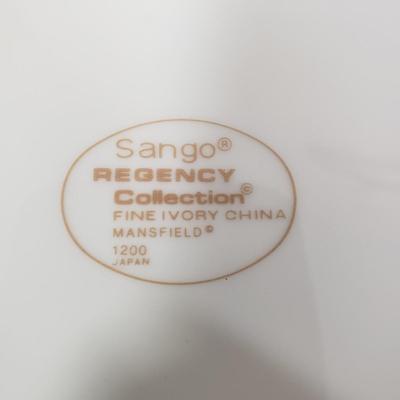 Sango®
REGENCY
Collection©
FINE IVORY CHINA
MANSFIELD©
1200
JAPAN